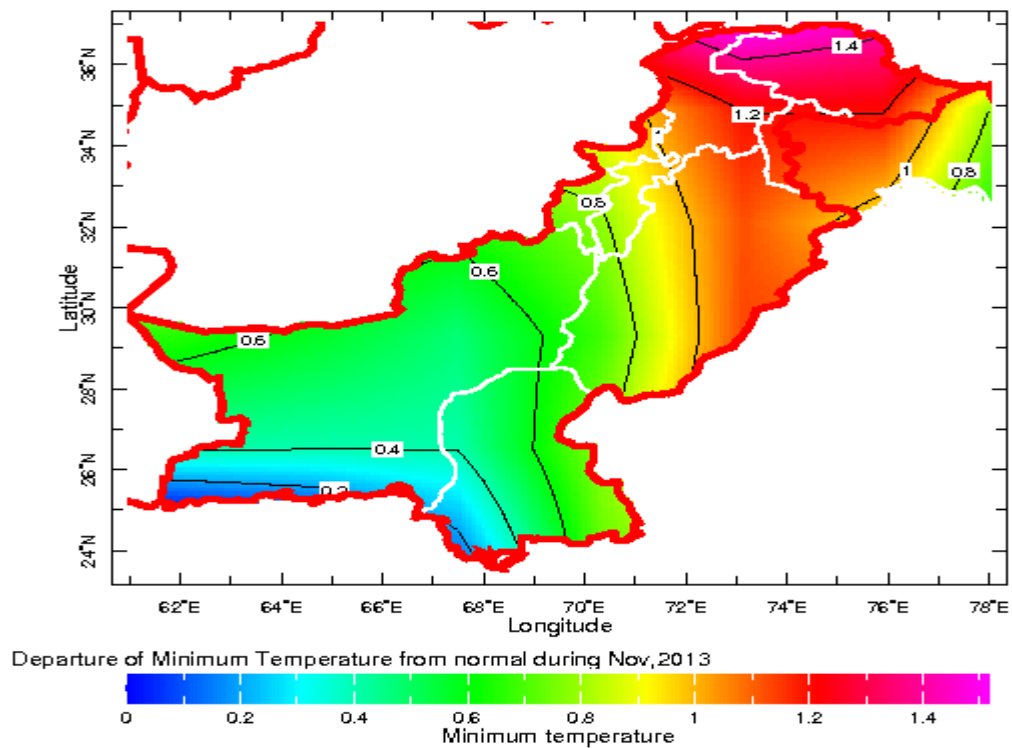 36°N
34°N
32°N
30°N
28°N
26°N
24°N
Latitude
1.4
1.2
1
1
0.8
0.8
0.6
0.6
0.4
62°E 64°E 66°E 68°E 70°E 72°E 74°E 76°E 78°E
Longitude
Departure of Minimum Temperature from normal during Nov,2013
0 0.2 0.4 0.6 0.8 1 1.2 1.4
Minimum temperature